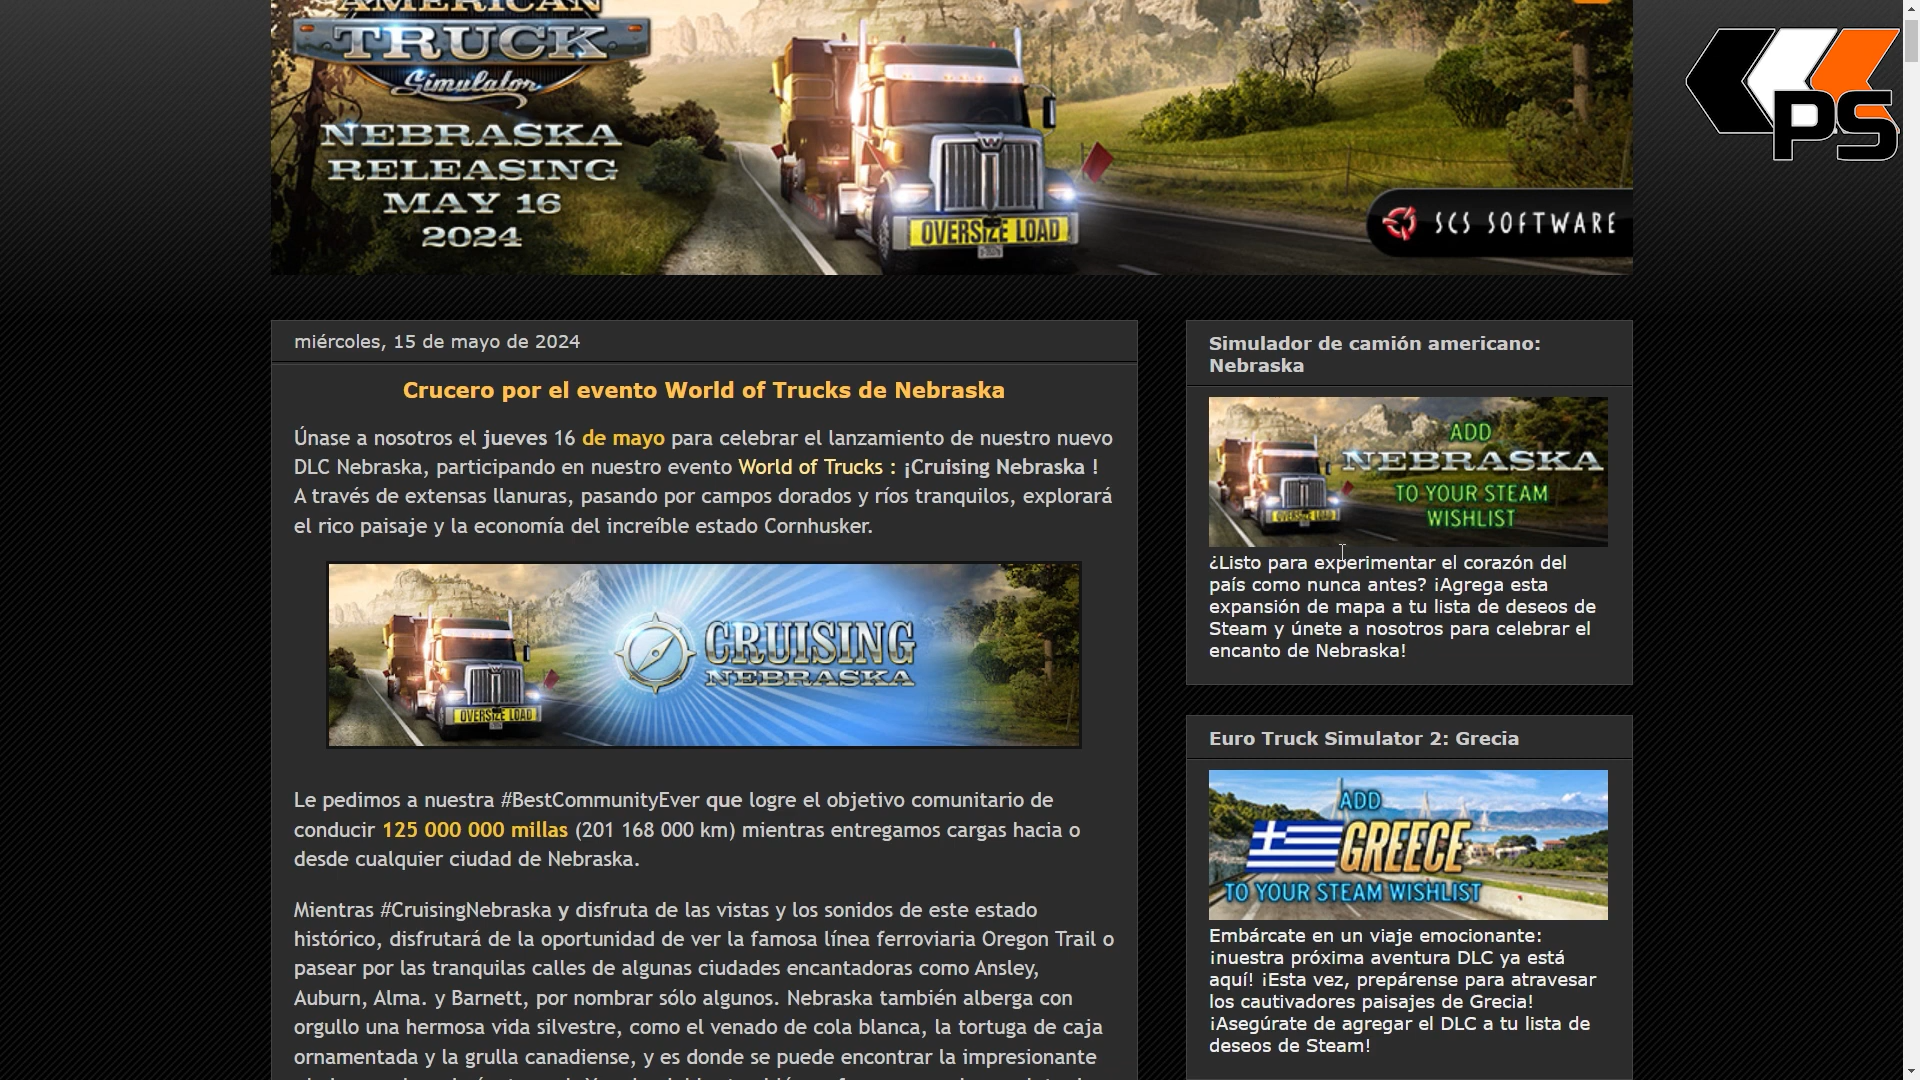 AMERICAN
TRUCK
Simulator
NEBRASKA
RELEASING
MAY 16
2024
OVERSIZE LOAD
SCS SOFTWARE
PS
miércoles, 15 de mayo de 2024
Crucero por el evento World of Trucks de Nebraska
Únase a nosotros el jueves 16 de mayo para celebrar el lanzamiento de nuestro nuevo
DLC Nebraska, participando en nuestro evento World of Trucks : ¡Cruising Nebraska !
A través de extensas llanuras, pasando por campos dorados y ríos tranquilos, explorará
el rico paisaje y la economía del increíble estado Cornhusker.
CRUISING
NEBRASKA
OVERSIZE LOAD
Le pedimos a nuestra #BestCommunityEver que logre el objetivo comunitario de
conducir 125 000 000 millas (201 168 000 km) mientras entregamos cargas hacia o
desde cualquier ciudad de Nebraska.
Mientras #CruisingNebraska y disfruta de las vistas y los sonidos de este estado
histórico, disfrutará de la oportunidad de ver la famosa línea ferroviaria Oregon Trail o
pasear por las tranquilas calles de algunas ciudades encantadoras como Ansley,
Auburn, Alma. y Barnett, por nombrar sólo algunos. Nebraska también alberga con
orgullo una hermosa vida silvestre, como el venado de cola blanca, la tortuga de caja
ornamentada y la grulla canadiense, y es donde se puede encontrar la impresionante
Simulador de camión americano:
Nebraska
ADD
NEBRASKA
TO YOUR STEAM
WISHLIST
OVERSIZE LOAD
¿Listo para experimentar el corazón del
país como nunca antes? ¡Agrega esta
expansión de mapa a tu lista de deseos de
Steam y únete a nosotros para celebrar el
encanto de Nebraska!
Euro Truck Simulator 2: Grecia
ADD
GREECE
TO YOUR STEAM WISHLIST
Embárcate en un viaje emocionante:
¡nuestra próxima aventura DLC ya está
aquí! ¡Esta vez, prepárense para atravesar
los cautivadores paisajes de Grecia!
¡Asegúrate de agregar el DLC a tu lista de
deseos de Steam!